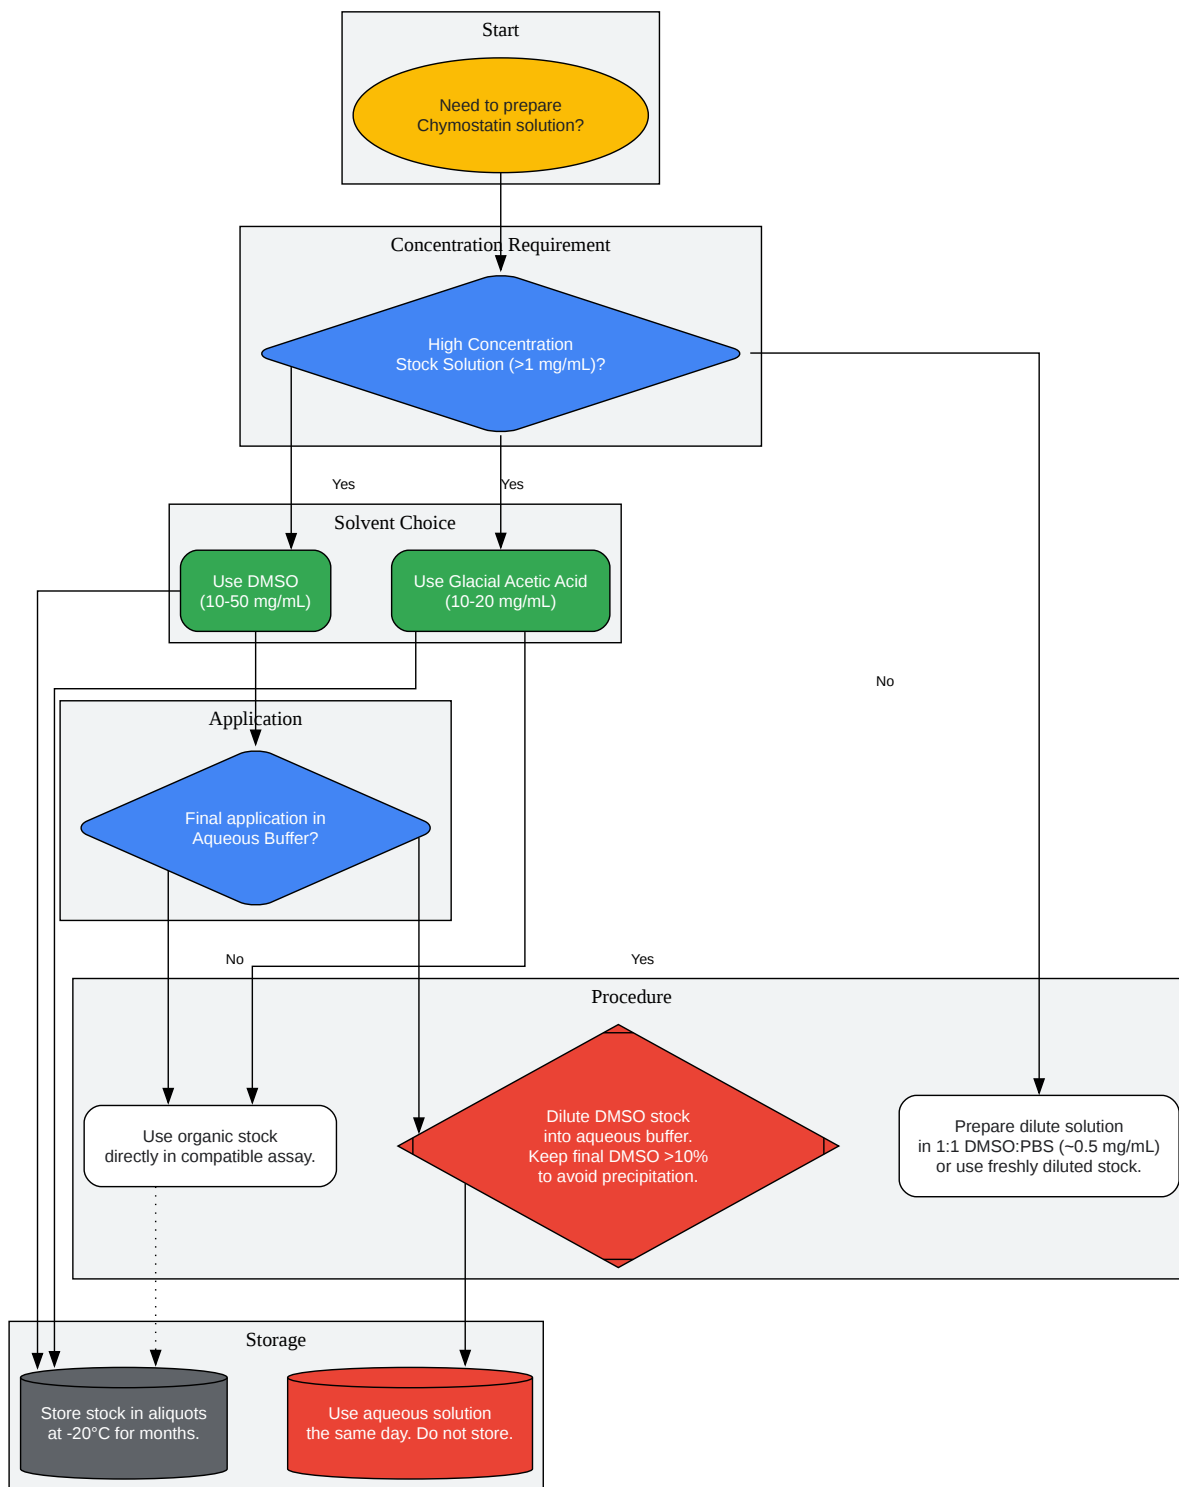 Start
Need to prepare
Chymostatin solution?
Concentration Requirement
High Concentration
Stock Solution (>1 mg/mL)?
Yes
Yes
Solvent Choice
Use DMSO
(10-50 mg/mL)
Use Glacial Acetic Acid
(10-20 mg/mL)
No
Application
Final application in
Aqueous Buffer?
No
Yes
Procedure
Use organic stock
directly in compatible assay.
Dilute DMSO stock
into aqueous buffer.
Keep final DMSO >10%
to avoid precipitation.
Prepare dilute solution
in 1:1 DMSO:PBS (~0.5 mg/mL)
or use freshly diluted stock.
Storage
Store stock in aliquots
at -20°C for months.
Use aqueous solution
the same day. Do not store.